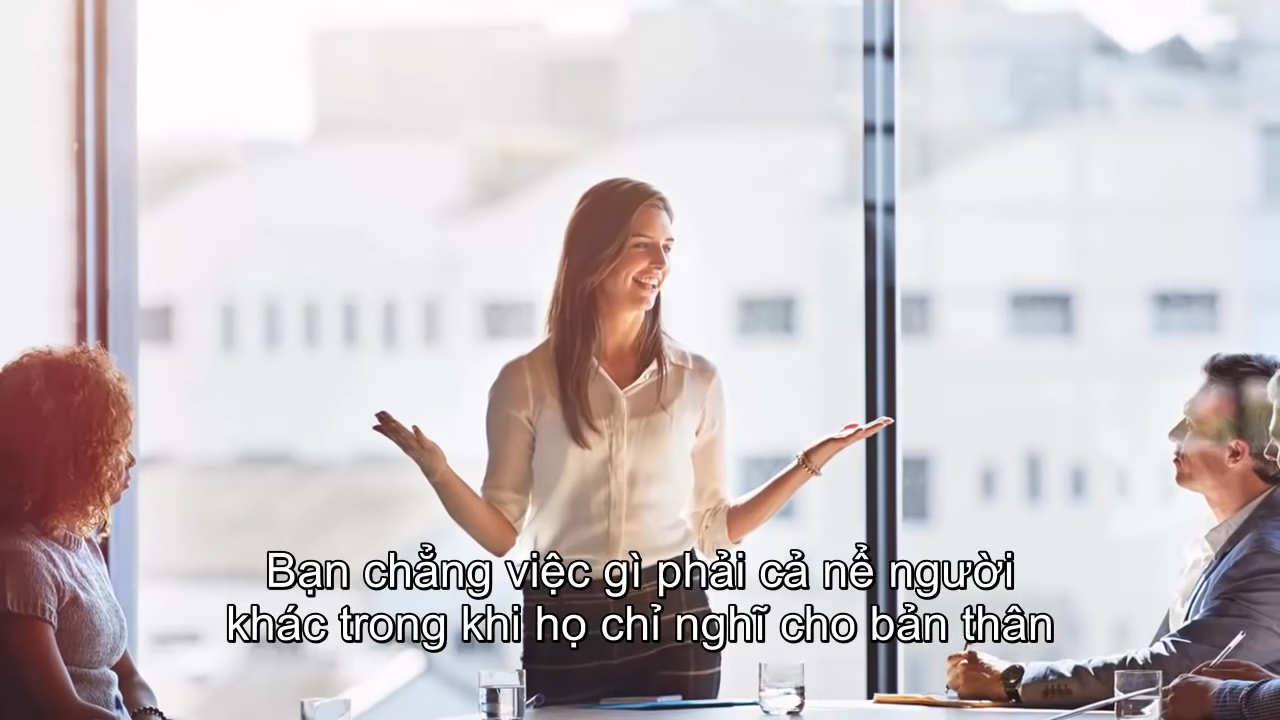 Bạn chẳng việc gì phải cả nể người
khác trong khi họ chỉ nghĩ cho bản thân